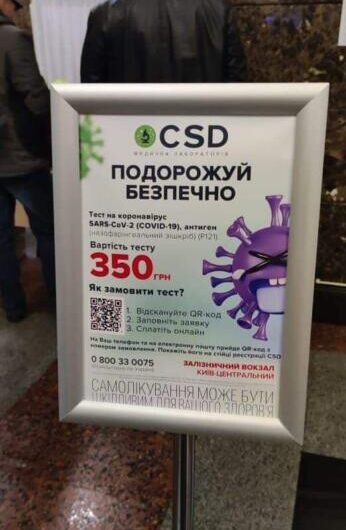 CSD
МЕДИЧНА ЛАБОРАТОРІЯ
ПОДОРОЖУЙ
БЕЗПЕЧНО
Тест на коронавірус
SARS-CoV-2 (COVID-19), антиген
(назофарингеальний зішкріб) (P121)
Вартість тесту
350 ГРН
Як замовити тест?
1. Відскануйте QR-код
2. Заповніть заявку
3. Сплатіть онлайн
На Ваш телефон та на електронну пошту прийде QR-код з
номером замовлення. Покажіть його на стійці реєстрації CSD
0 800 33 0075
ЗАЛІЗНИЧНИЙ ВОКЗАЛ
КИЇВ-ЦЕНТРАЛЬНИЙ
САМОЛІКУВАННЯ МОЖЕ БУТИ
ШКІДЛИВИМ ДЛЯ ВАШОГО ЗДОРОВ'Я